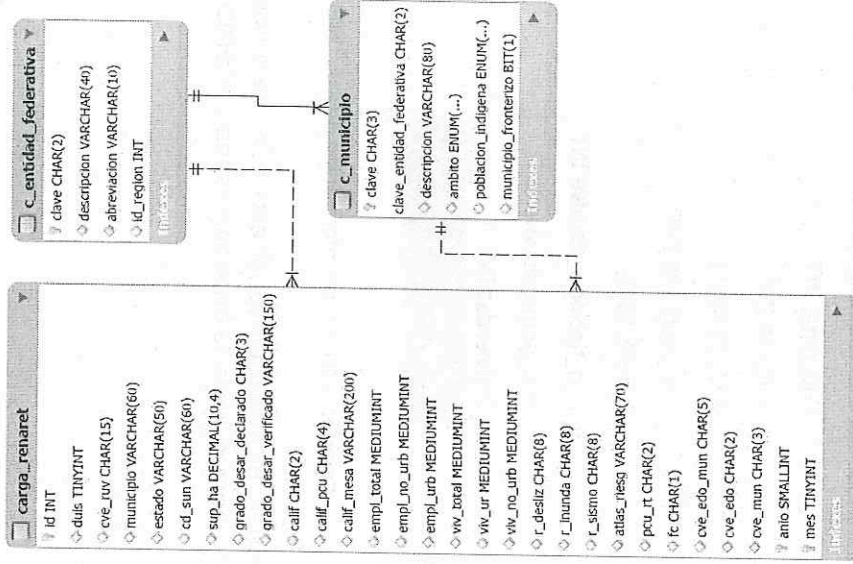 carga_renaret
id INT
duis TINYINT
cve_ruv CHAR(15)
municipio VARCHAR(60)
estado VARCHAR(50)
cd_sun VARCHAR(60)
sup_ha DECIMAL(10,4)
grado_desar_declarado CHAR(3)
grado_desar_verificado VARCHAR(150)
calif CHAR(2)
calif_pcu CHAR(4)
calif_mesa VARCHAR(200)
empl_total MEDIUMINT
empl_no_urb MEDIUMINT
empl_urb MEDIUMINT
viv_total MEDIUMINT
viv_ur MEDIUMINT
viv_no_urb MEDIUMINT
r_desliz CHAR(8)
r_inunda CHAR(8)
r_sismo CHAR(8)
atlas_riesg VARCHAR(70)
pcu_rt CHAR(2)
fc CHAR(1)
cve_edo_mun CHAR(5)
cve_edo CHAR(2)
cve_mun CHAR(3)
anio SMALLINT
mes TINYINT
Indexes
c_entidad_federativa
clave CHAR(2)
descripcion VARCHAR(40)
abreviacion VARCHAR(10)
id_region INT
Indexes
c_municipio
clave CHAR(3)
clave_entidad_federativa CHAR(2)
descripcion VARCHAR(80)
ambito ENUM(...)
poblacion_indigena ENUM(...)
municipio_fronterizo BIT(1)
Indexes